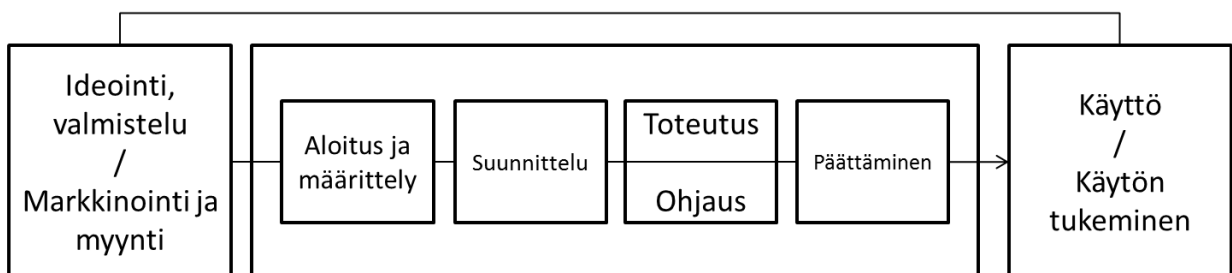 Ideointi,
valmistelu
/
Markkinointi ja
myynti
Aloitus ja
määrittely
Suunnittelu
Toteutus
Ohjaus
Päättäminen
Käyttö
/
Käytön
tukeminen